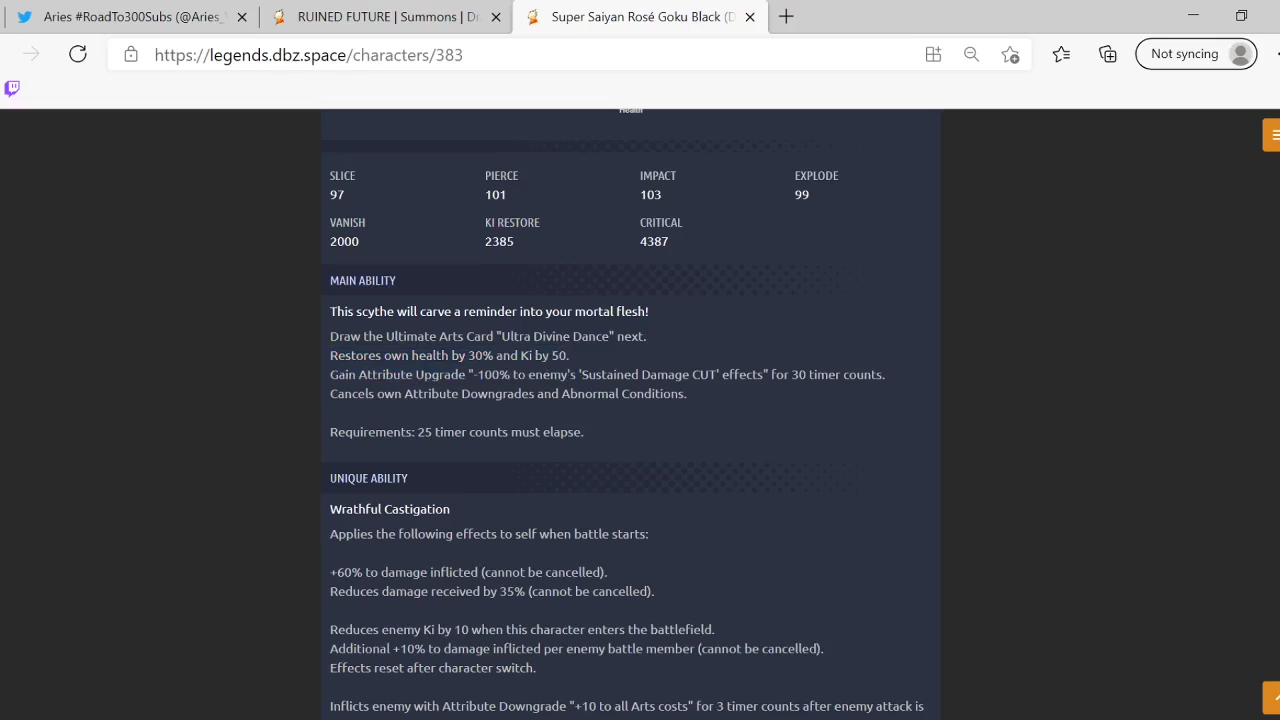 Aries #RoadTo300Subs (@Aries_
RUINED FUTURE | Summons | Dr
Super Saiyan Rosé Goku Black (D
https://legends.dbz.space/characters/383
Not syncing
Health
SLICE PIERCE IMPACT EXPLODE
97 101 103 99
VANISH KI RESTORE CRITICAL
2000 2385 4387
MAIN ABILITY
This scythe will carve a reminder into your mortal flesh!
Draw the Ultimate Arts Card "Ultra Divine Dance" next.
Restores own health by 30% and Ki by 50.
Gain Attribute Upgrade "-100% to enemy's 'Sustained Damage CUT' effects" for 30 timer counts.
Cancels own Attribute Downgrades and Abnormal Conditions.
Requirements: 25 timer counts must elapse.
UNIQUE ABILITY
Wrathful Castigation
Applies the following effects to self when battle starts:
+60% to damage inflicted (cannot be cancelled).
Reduces damage received by 35% (cannot be cancelled).
Reduces enemy Ki by 10 when this character enters the battlefield.
Additional +10% to damage inflicted per enemy battle member (cannot be cancelled).
Effects reset after character switch.
Inflicts enemy with Attribute Downgrade "+10 to all Arts costs" for 3 timer counts after enemy attack is